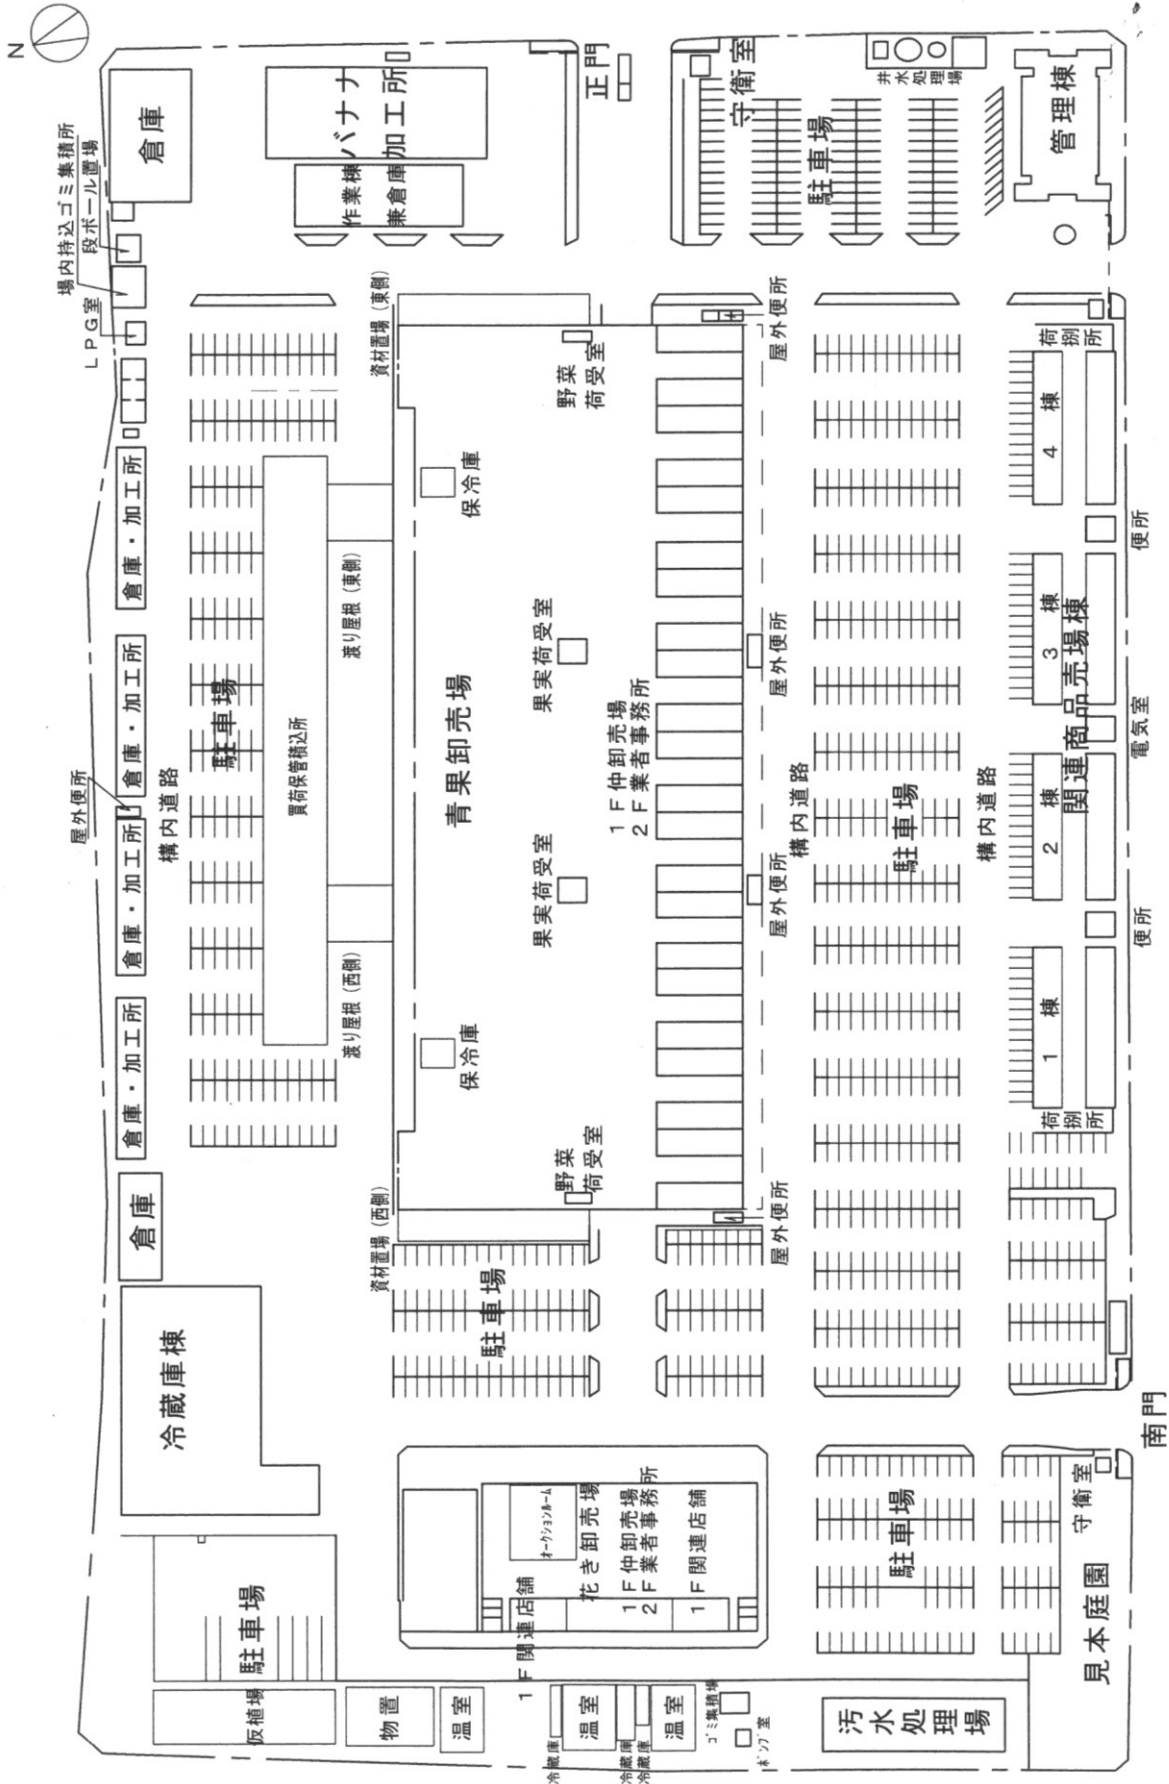 N
倉庫
場内持込ゴミ集積所
段ボール置場
LPG室
バナナ
加工所
作業棟
兼倉庫
正門
守衛室
井水処理場
駐車場
管理棟
倉庫・加工所
倉庫・加工所
屋外便所
倉庫・加工所
倉庫・加工所
倉庫
冷蔵庫棟
構内道路
駐車場
買荷保管積込所
渡り屋根(東側)
渡り屋根(西側)
資材置場(東側)
資材置場(西側)
青果卸売場
保冷庫
保冷庫
野菜
荷受室
果実荷受室
果実荷受室
野菜
荷受室
1F仲卸売場
2F業者事務所
屋外便所
屋外便所
屋外便所
屋外便所
構内道路
駐車場
構内道路
荷捌所
4棟
3棟
2棟
1棟
荷捌所
関連商品売場棟
便所
電気室
便所
駐車場
南門
守衛室
見本庭園
駐車場
オークションルーム
花き卸売場
1F仲卸売場
2F業者事務所
1F関連店舗
1F関連店舗
駐車場
仮植場
物置
温室
冷蔵庫
温室
冷蔵庫
冷蔵庫
温室
ゴミ集積場
ポンプ室
汚水処理場